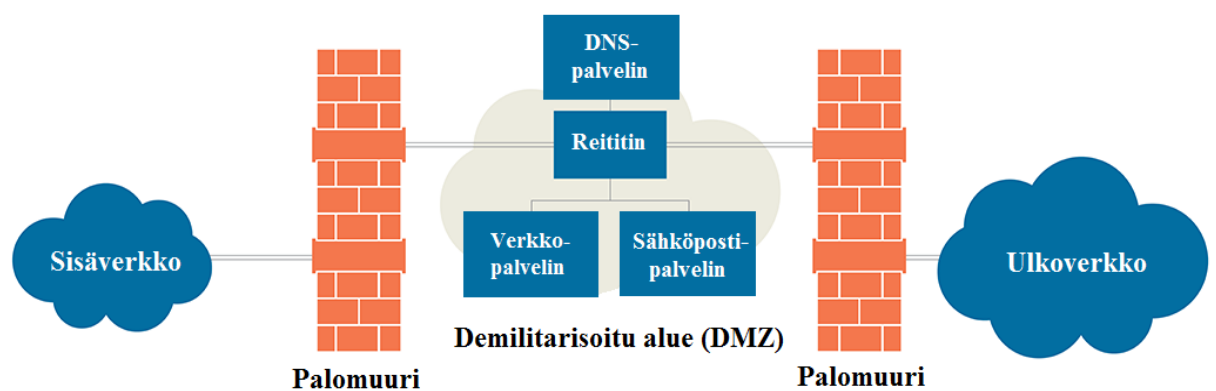 DNS-
palvelin
Reititin
Verkko-
palvelin
Sähköposti-
palvelin
Sisäverkko
Ulkoverkko
Demilitarisoitu alue (DMZ)
Palomuuri
Palomuuri